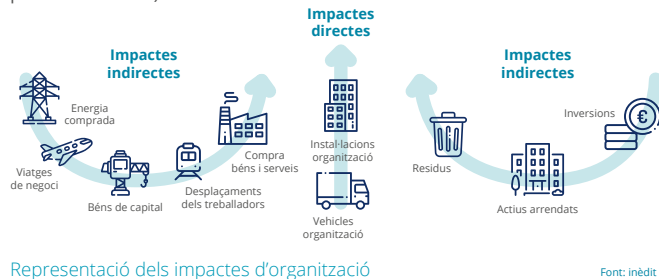 Impactes
directes
Impactes
indirectes
Energia
comprada
Viatges
de negoci
Béns de capital
Desplaçaments
dels treballadors
Compra
béns i serveis
Instal·lacions
organització
Vehicles
organització
Impactes
indirectes
Residus
Actius arrendats
Inversions
€
Representació dels impactes d'organització
Font: inèdit